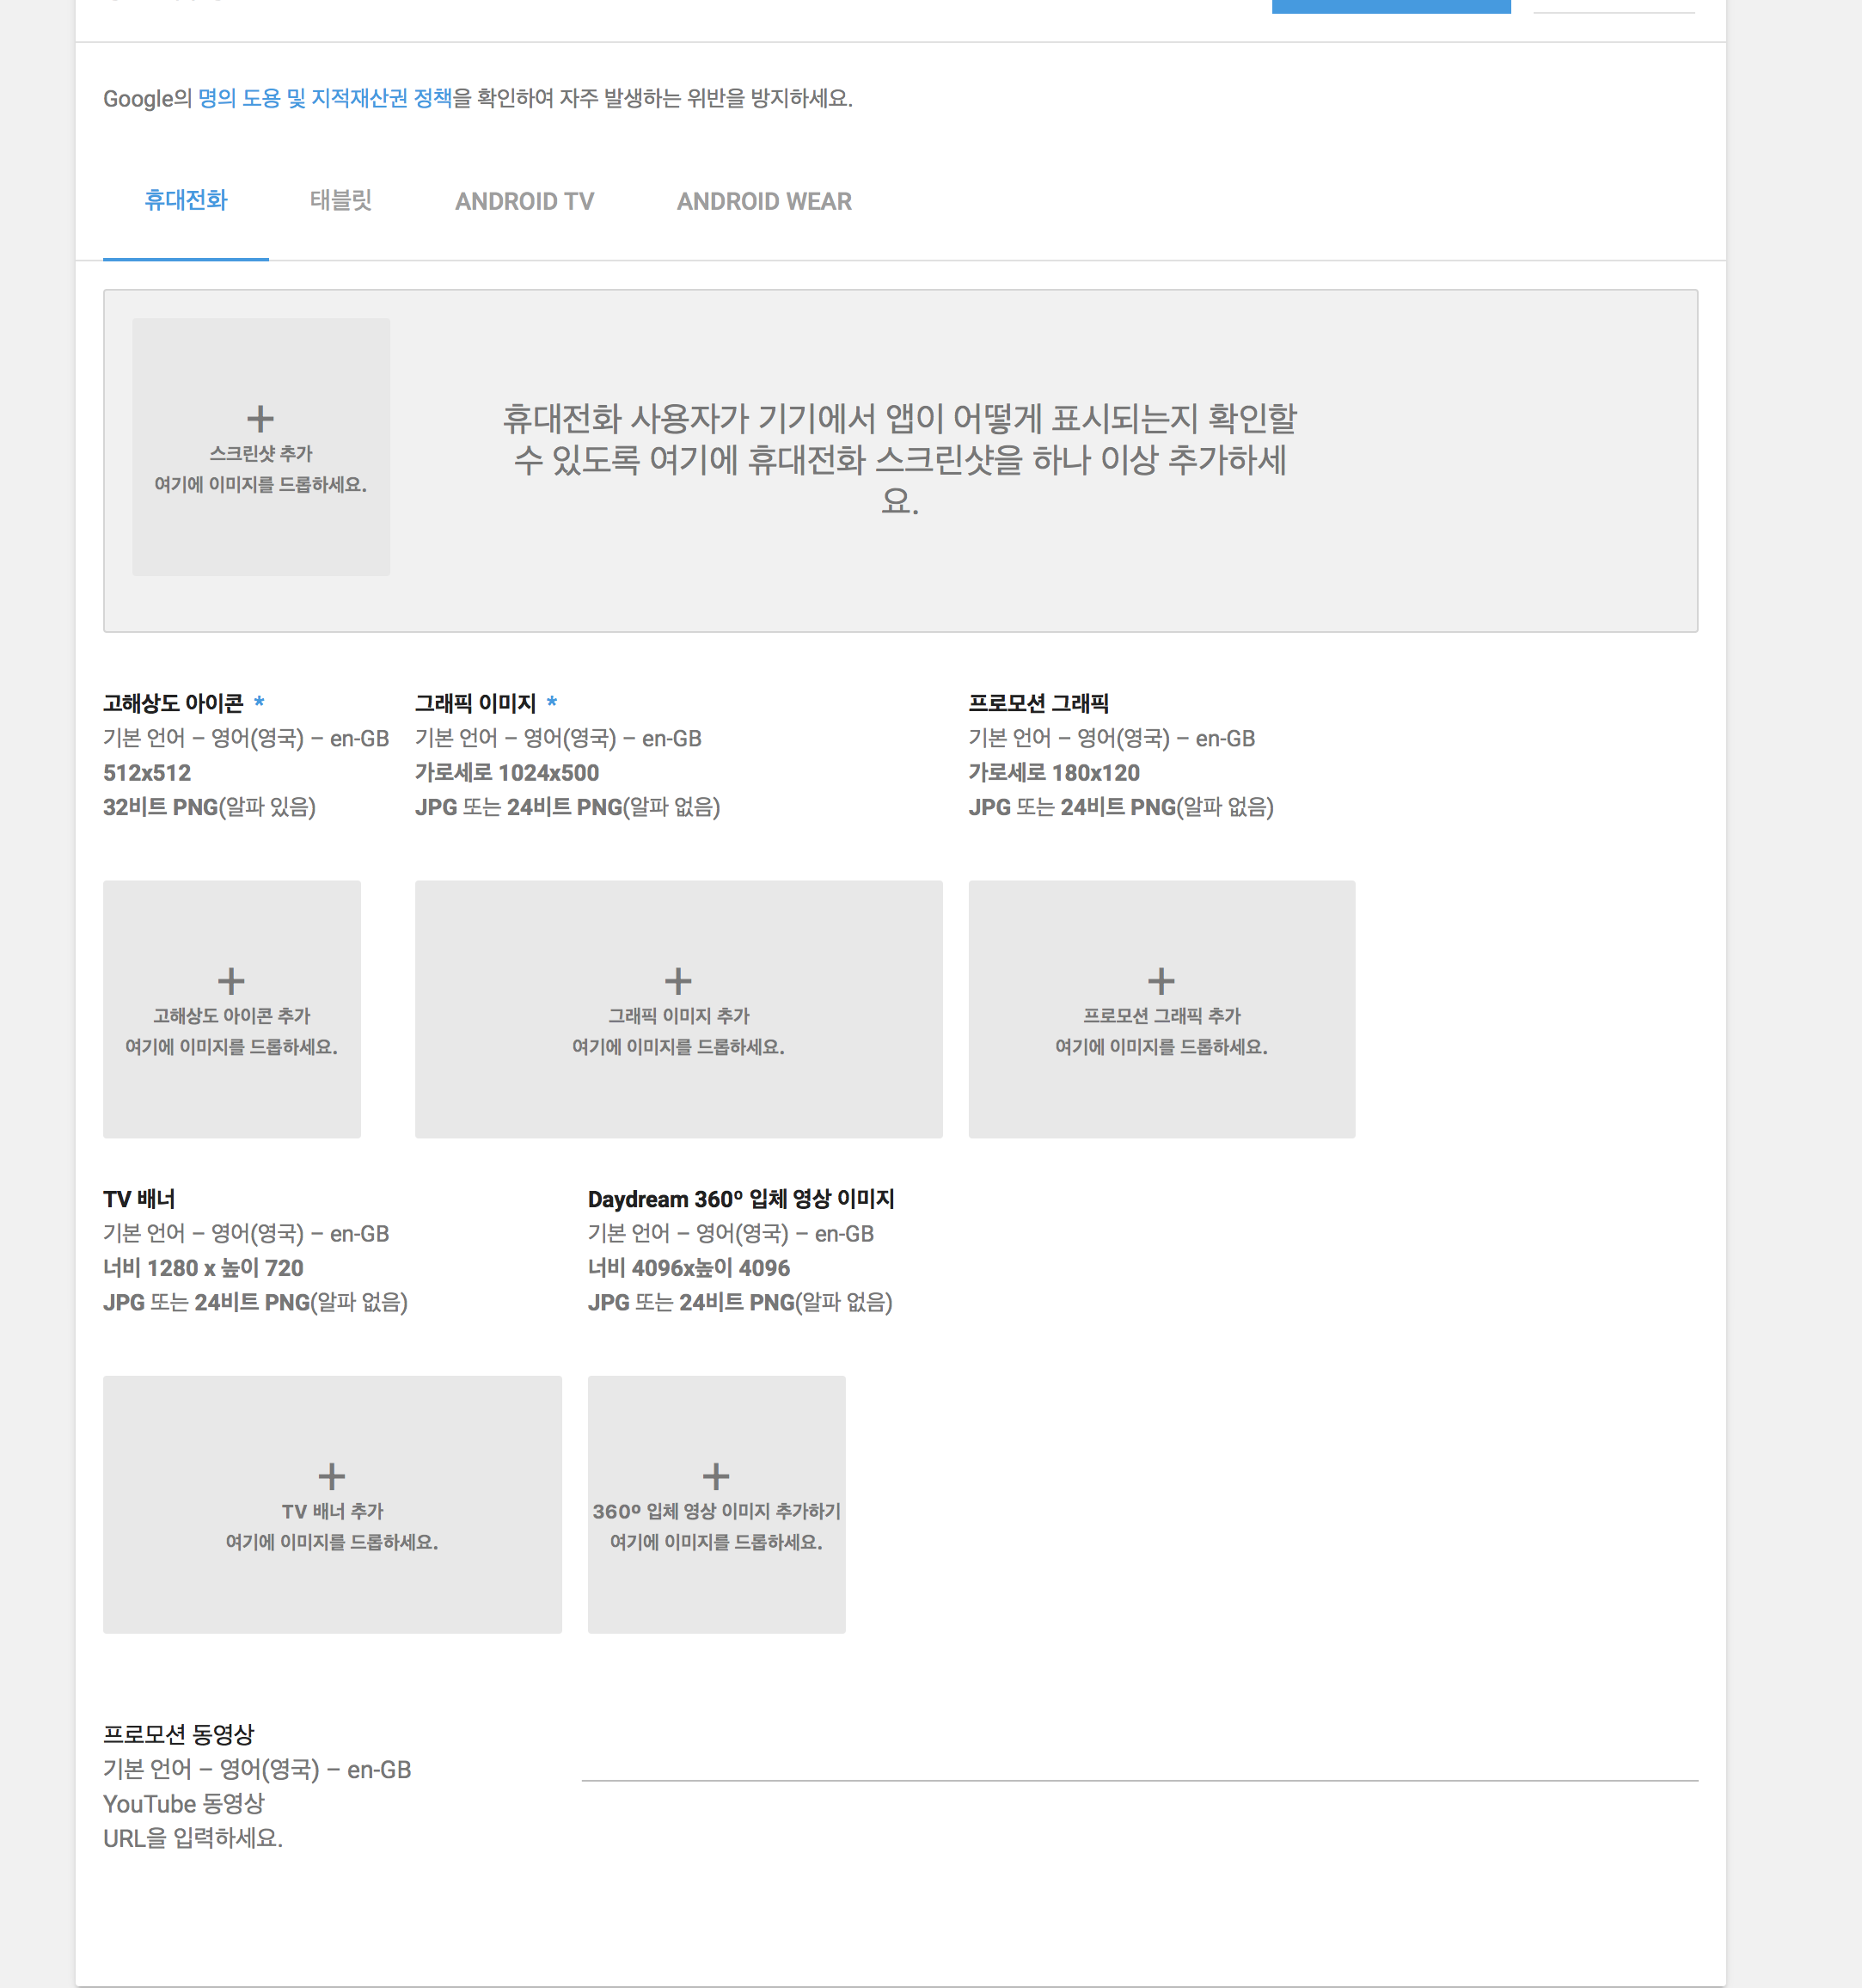 Google의 명의 도용 및 지적재산권 정책을 확인하여 자주 발생하는 위반을 방지하세요.
휴대전화 태블릿 ANDROID TV ANDROID WEAR
+
스크린샷 추가
여기에 이미지를 드롭하세요.
휴대전화 사용자가 기기에서 앱이 어떻게 표시되는지 확인할
수 있도록 여기에 휴대전화 스크린샷을 하나 이상 추가하세
요.
고해상도 아이콘 *
기본 언어 – 영어(영국) – en-GB
512x512
32비트 PNG(알파 있음)
그래픽 이미지 *
기본 언어 – 영어(영국) – en-GB
가로세로 1024x500
JPG 또는 24비트 PNG(알파 없음)
프로모션 그래픽
기본 언어 – 영어(영국) – en-GB
가로세로 180x120
JPG 또는 24비트 PNG(알파 없음)
+
고해상도 아이콘 추가
여기에 이미지를 드롭하세요.
+
그래픽 이미지 추가
여기에 이미지를 드롭하세요.
+
프로모션 그래픽 추가
여기에 이미지를 드롭하세요.
TV 배너
기본 언어 – 영어(영국) – en-GB
너비 1280 x 높이 720
JPG 또는 24비트 PNG(알파 없음)
Daydream 360º 입체 영상 이미지
기본 언어 – 영어(영국) – en-GB
너비 4096x높이 4096
JPG 또는 24비트 PNG(알파 없음)
+
TV 배너 추가
여기에 이미지를 드롭하세요.
+
360º 입체 영상 이미지 추가하기
여기에 이미지를 드롭하세요.
프로모션 동영상
기본 언어 – 영어(영국) – en-GB
YouTube 동영상
URL을 입력하세요.